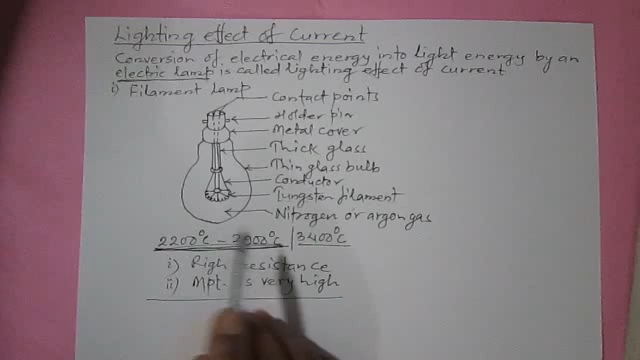 Lighting effect of Current
Conversion of electrical energy into light energy by an
electric lamp is called lighting effect of current
i) Filament Lamp
Contact points
Holder pin
Metal cover
Thick glass
Thin glass bulb
Conductor
Tungsten filament
Nitrogen or argon gas
2200°C - 2900°C | 3400°C
i) High resistance
ii) Mpt. is very high